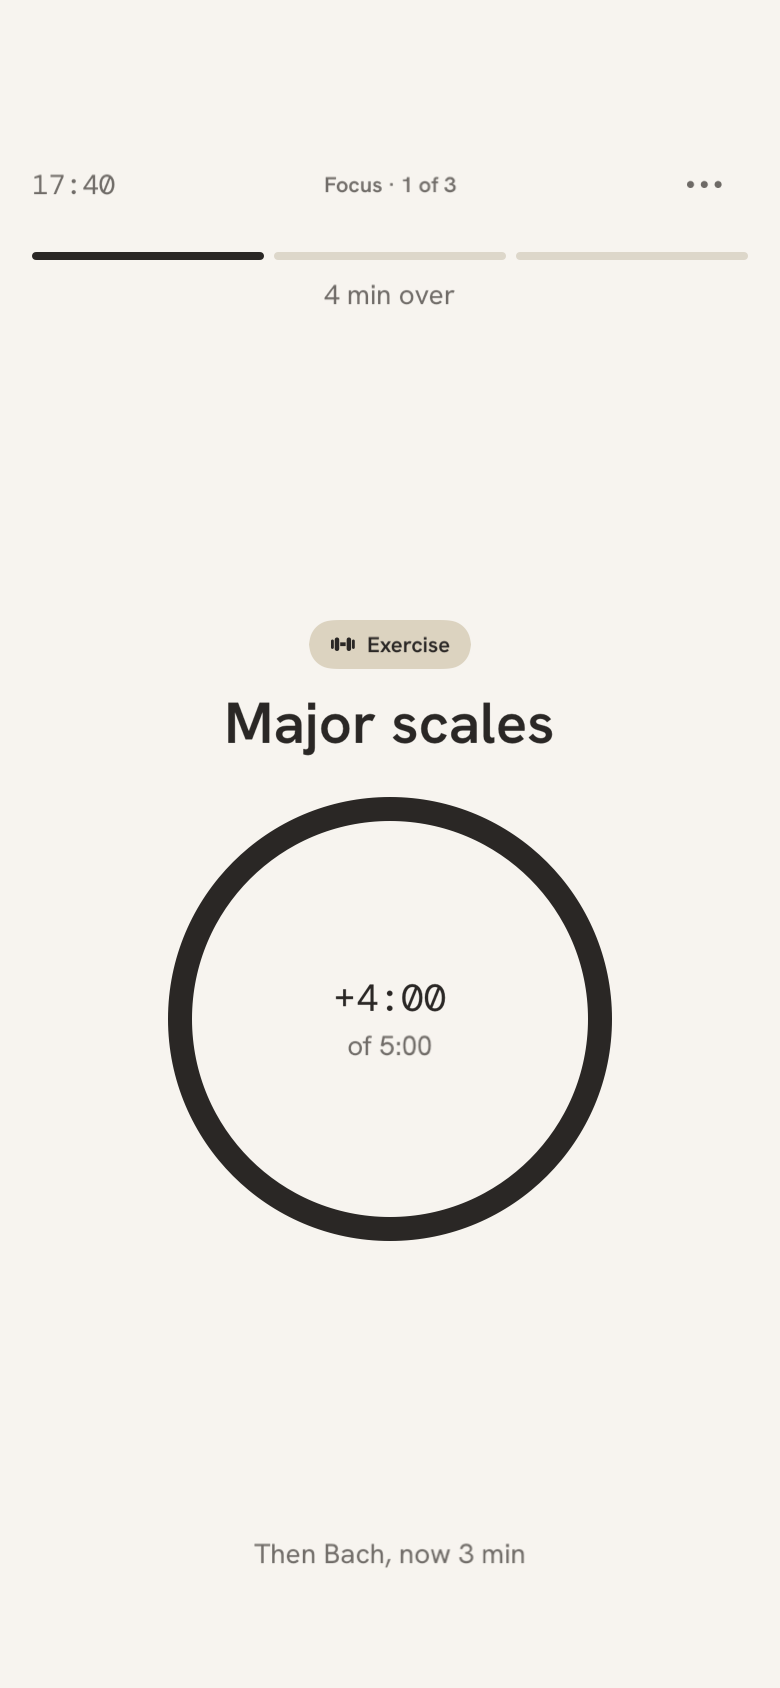 17:40
Focus · 1 of 3
4 min over
Exercise
Major scales
+4:00
of 5:00
Then Bach, now 3 min